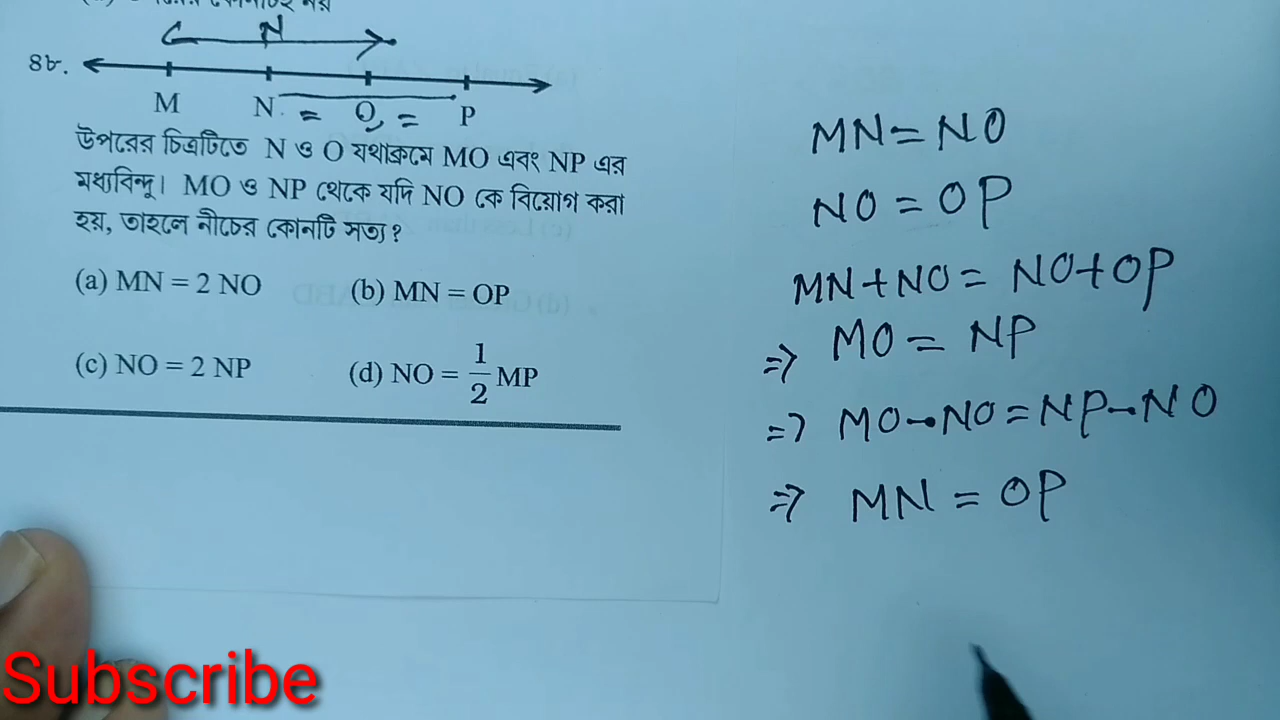 N
৪৮.
M N = O = P
উপরের চিত্রটিতে N ও O যথাক্রমে MO এবং NP এর
মধ্যবিন্দু। MO ও NP থেকে যদি NO কে বিয়োগ করা
হয়, তাহলে নীচের কোনটি সত্য ?
(a) MN = 2 NO (b) MN = OP
(c) NO = 2 NP (d) NO = 1/2 MP
MN = NO
NO = OP
MN+NO = NO+OP
=> MO = NP
=> MO-NO = NP-NO
=> MN = OP
Subscribe